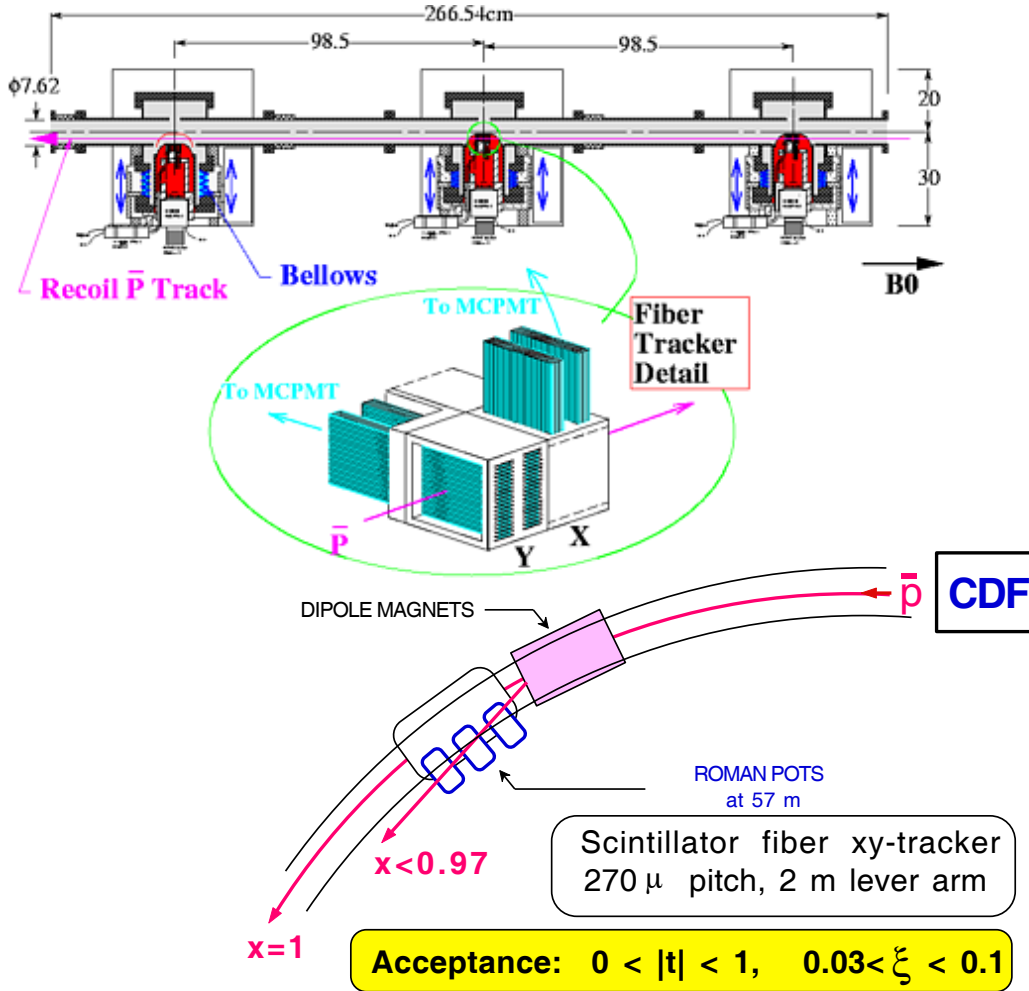 266.54cm
98.5
98.5
ϕ7.62
20
30
Recoil P̅ Track
Bellows
B0
To MCPMT
Fiber
Tracker
Detail
To MCPMT
P̅
Y
X
p̅
CDF
DIPOLE MAGNETS
ROMAN POTS
at 57 m
x<0.97
Scintillator fiber xy-tracker
270 μ pitch, 2 m lever arm
x=1
Acceptance: 0 < |t| < 1, 0.03< ξ < 0.1